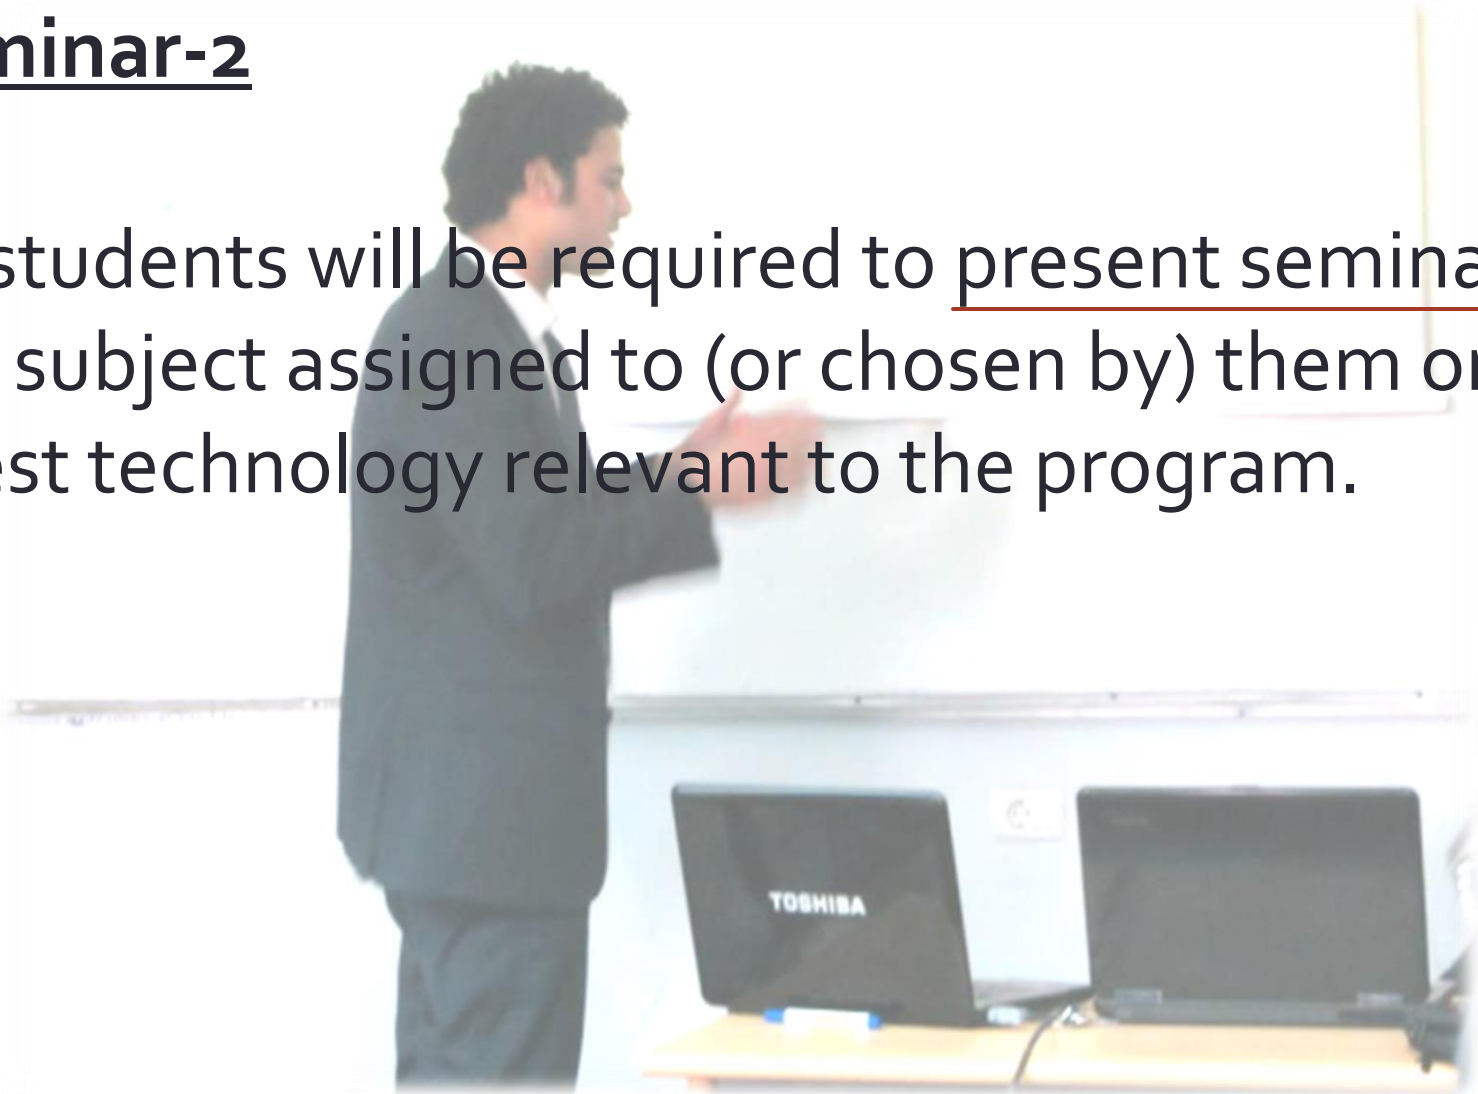 minar-2
students will be required to present semina
subject assigned to (or chosen by) them or
est technology relevant to the program.
TOSHIBA